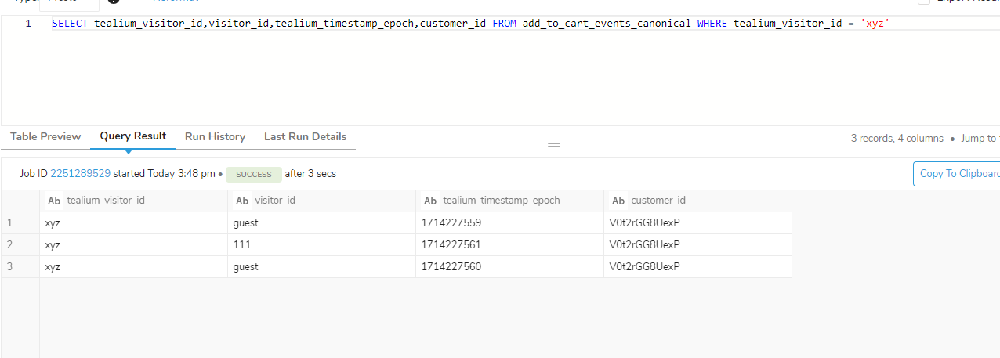 1 SELECT tealium_visitor_id,visitor_id,tealium_timestamp_epoch,customer_id FROM add_to_cart_events_canonical WHERE tealium_visitor_id = 'xyz'
Table Preview Query Result Run History Last Run Details 3 records, 4 columns • Jump to
Job ID 2251289529 started Today 3:48 pm • SUCCESS after 3 secs Copy To Clipboard
Ab tealium_visitor_id Ab visitor_id Ab tealium_timestamp_epoch Ab customer_id
1 xyz guest 1714227559 V0t2rGG8UexP
2 xyz 111 1714227561 V0t2rGG8UexP
3 xyz guest 1714227560 V0t2rGG8UexP